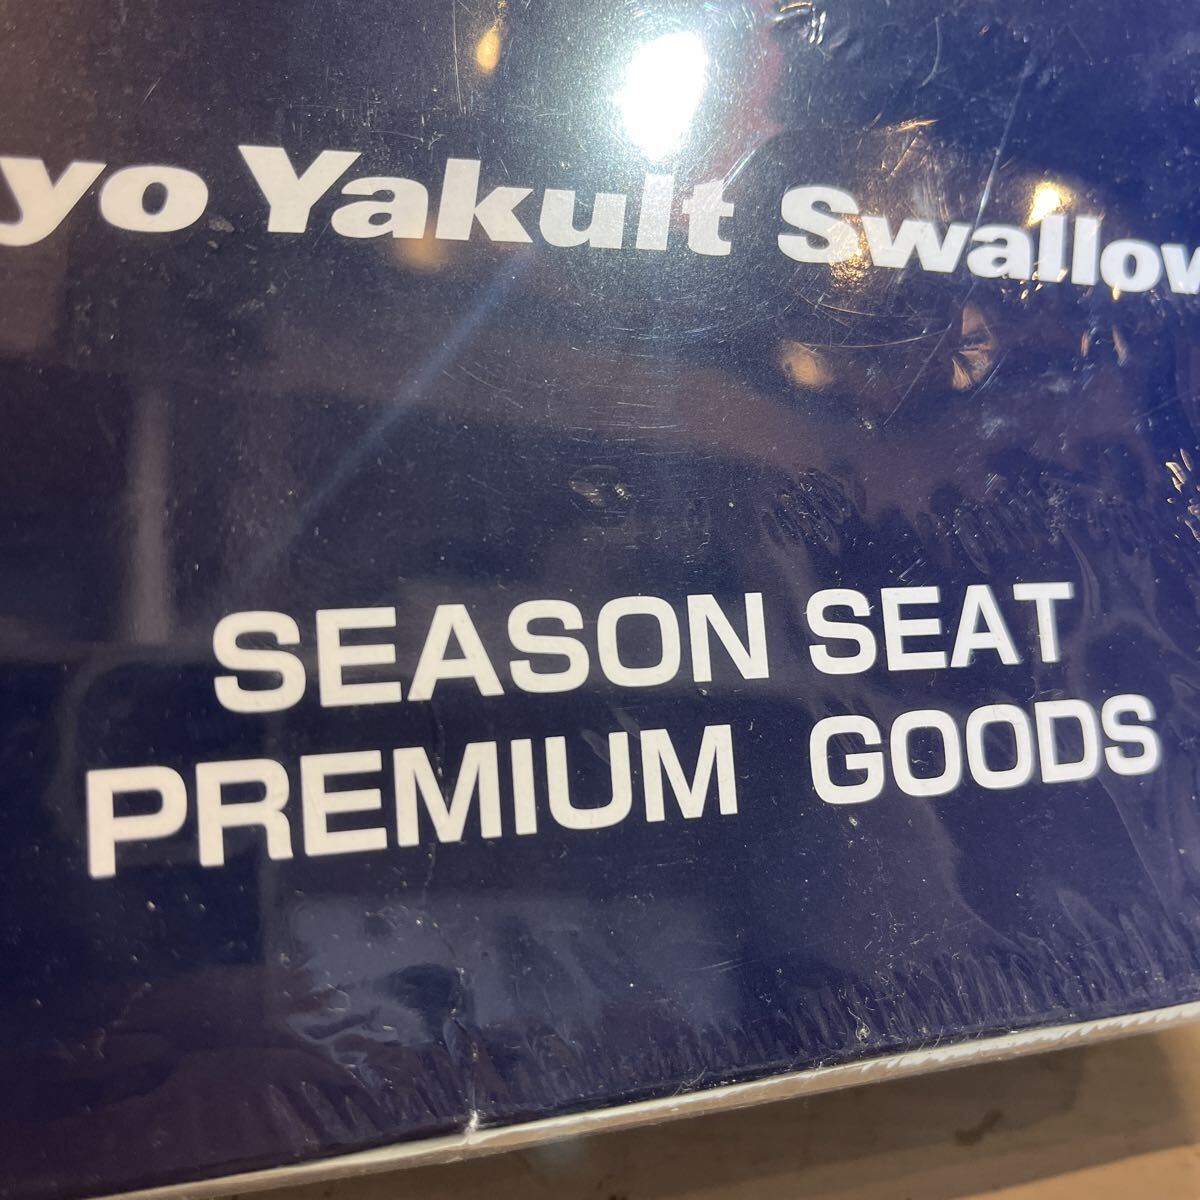 yo Yakult Swallow
SEASON SEAT
PREMIUM GOODS